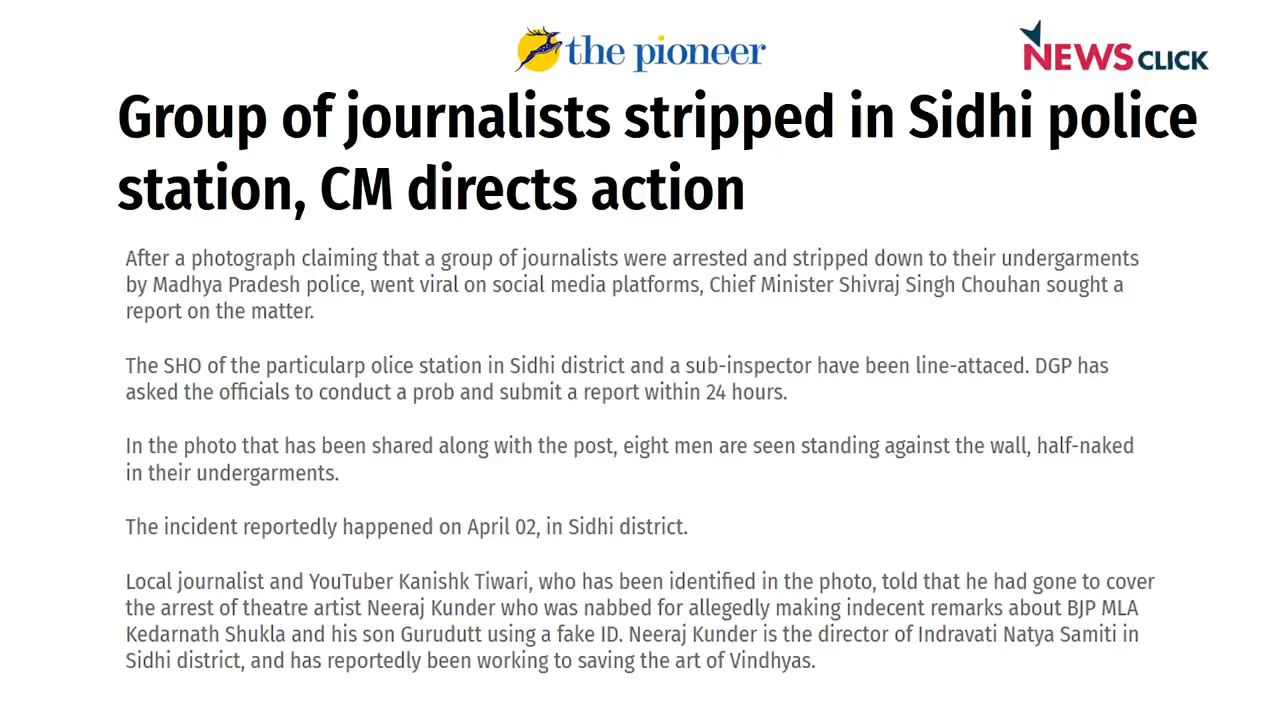 the pioneer
NEWS CLICK
Group of journalists stripped in Sidhi police
station, CM directs action
After a photograph claiming that a group of journalists were arrested and stripped down to their undergarments
by Madhya Pradesh police, went viral on social media platforms, Chief Minister Shivraj Singh Chouhan sought a
report on the matter.
The SHO of the particularp olice station in Sidhi district and a sub-inspector have been line-attaced. DGP has
asked the officials to conduct a prob and submit a report within 24 hours.
In the photo that has been shared along with the post, eight men are seen standing against the wall, half-naked
in their undergarments.
The incident reportedly happened on April 02, in Sidhi district.
Local journalist and YouTuber Kanishk Tiwari, who has been identified in the photo, told that he had gone to cover
the arrest of theatre artist Neeraj Kunder who was nabbed for allegedly making indecent remarks about BJP MLA
Kedarnath Shukla and his son Gurudutt using a fake ID. Neeraj Kunder is the director of Indravati Natya Samiti in
Sidhi district, and has reportedly been working to saving the art of Vindhyas.